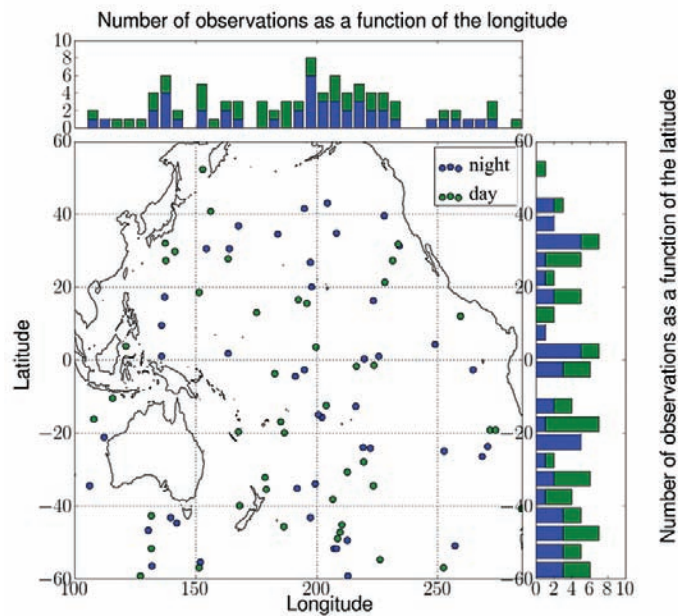 Number of observations as a function of the longitude
10
8
6
4
2
0
60
40
20
0
−20
−40
−60
Latitude
100 150 200 250
Longitude
night
day
60
40
20
0
−20
−40
−60
0 2 4 6 8 10
Number of observations as a function of the latitude